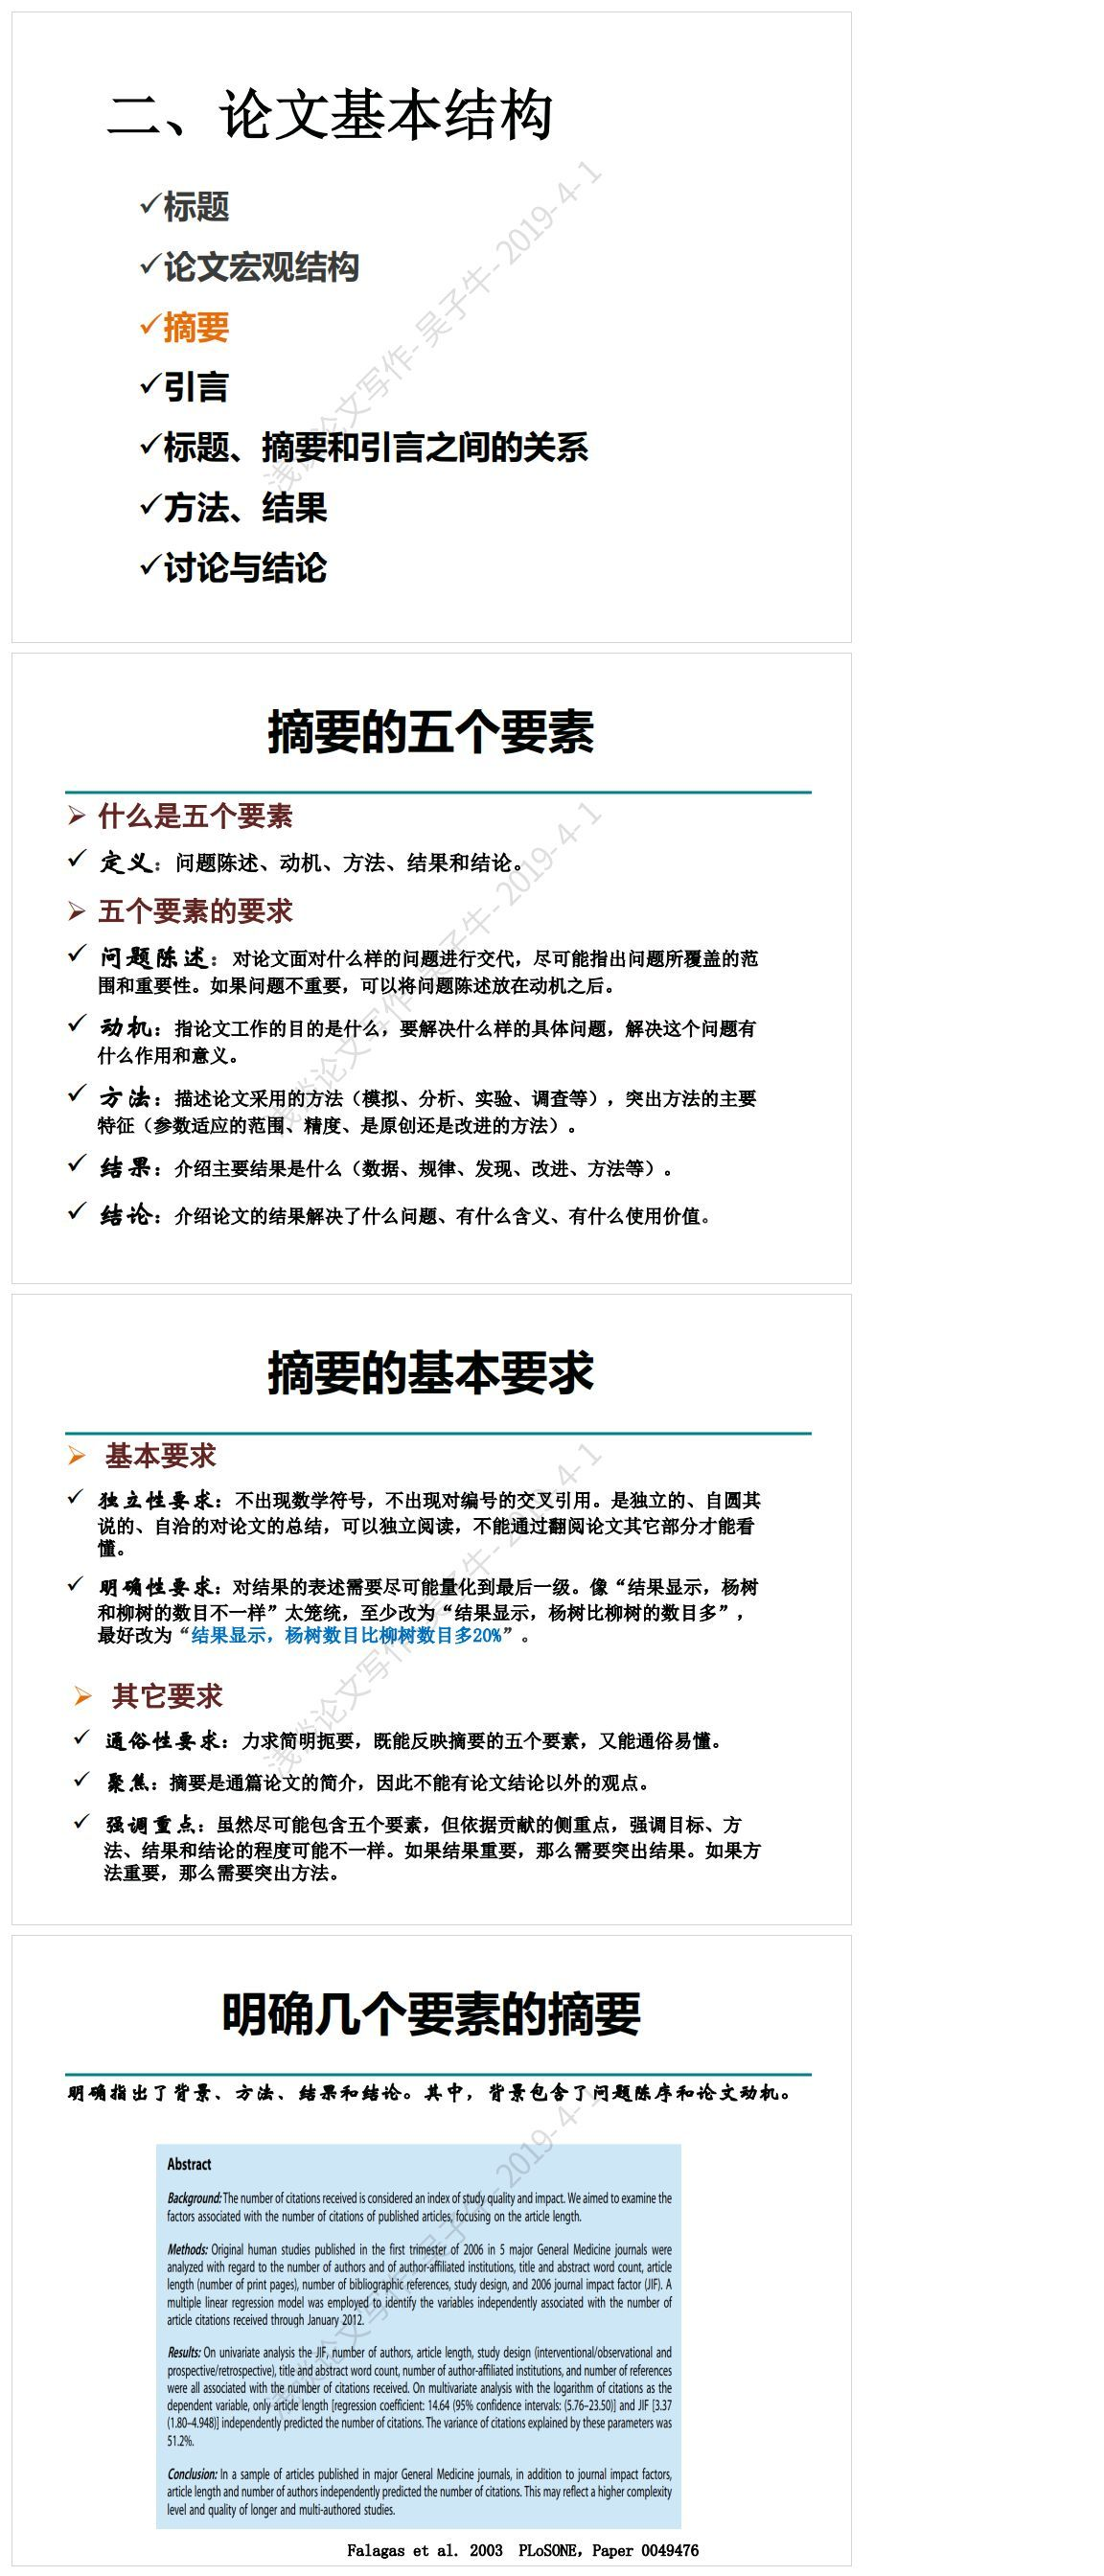 二、论文基本结构
✓标题
✓论文宏观结构
✓摘要
✓引言
✓标题、摘要和引言之间的关系
✓方法、结果
✓讨论与结论
浅谈论文写作-吴子牛-2019-4-1
摘要的五个要素
➢ 什么是五个要素
✓ 定义：问题陈述、动机、方法、结果和结论。
➢ 五个要素的要求
✓ 问题陈述：对论文面对什么样的问题进行交代，尽可能指出问题所覆盖的范
围和重要性。如果问题不重要，可以将问题陈述放在动机之后。
✓ 动机：指论文工作的目的是什么，要解决什么样的具体问题，解决这个问题有
什么作用和意义。
✓ 方法：描述论文采用的方法（模拟、分析、实验、调查等），突出方法的主要
特征（参数适应的范围、精度、是原创还是改进的方法）。
✓ 结果：介绍主要结果是什么（数据、规律、发现、改进、方法等）。
✓ 结论：介绍论文的结果解决了什么问题、有什么含义、有什么使用价值。
浅谈论文写作-吴子牛-2019-4-1
摘要的基本要求
➢ 基本要求
✓ 独立性要求：不出现数学符号，不出现对编号的交叉引用。是独立的、自圆其
说的、自洽的对论文的总结，可以独立阅读，不能通过翻阅论文其它部分才能看
懂。
✓ 明确性要求：对结果的表述需要尽可能量化到最后一级。像“结果显示，杨树
和柳树的数目不一样”太笼统，至少改为“结果显示，杨树比柳树的数目多”，
最好改为“结果显示，杨树数目比柳树数目多20%”。
➢ 其它要求
✓ 通俗性要求：力求简明扼要，既能反映摘要的五个要素，又能通俗易懂。
✓ 聚焦：摘要是通篇论文的简介，因此不能有论文结论以外的观点。
✓ 强调重点：虽然尽可能包含五个要素，但依据贡献的侧重点，强调目标、方
法、结果和结论的程度可能不一样。如果结果重要，那么需要突出结果。如果方
法重要，那么需要突出方法。
浅谈论文写作-吴子牛-2019-4-1
明确几个要素的摘要
明确指出了背景、方法、结果和结论。其中，背景包含了问题陈序和论文动机。
Abstract
Background: The number of citations received is considered an index of study quality and impact. We aimed to examine the
factors associated with the number of citations of published articles, focusing on the article length.
Methods: Original human studies published in the first trimester of 2006 in 5 major General Medicine journals were
analyzed with regard to the number of authors and of author-affiliated institutions, title and abstract word count, article
length (number of print pages), number of bibliographic references, study design, and 2006 journal impact factor (JIF). A
multiple linear regression model was employed to identify the variables independently associated with the number of
article citations received through January 2012.
Results: On univariate analysis the JIF, number of authors, article length, study design (interventional/observational and
prospective/retrospective), title and abstract word count, number of author-affiliated institutions, and number of references
were all associated with the number of citations received. On multivariate analysis with the logarithm of citations as the
dependent variable, only article length [regression coefficient: 14.64 (95% confidence intervals: (5.76–23.50)] and JIF [3.37
(1.80–4.948)] independently predicted the number of citations. The variance of citations explained by these parameters was
51.2%.
Conclusion: In a sample of articles published in major General Medicine journals, in addition to journal impact factors,
article length and number of authors independently predicted the number of citations. This may reflect a higher complexity
level and quality of longer and multi-authored studies.
浅谈论文写作-吴子牛-2019-4-1
Falagas et al. 2003 PLoSONE, Paper 0049476